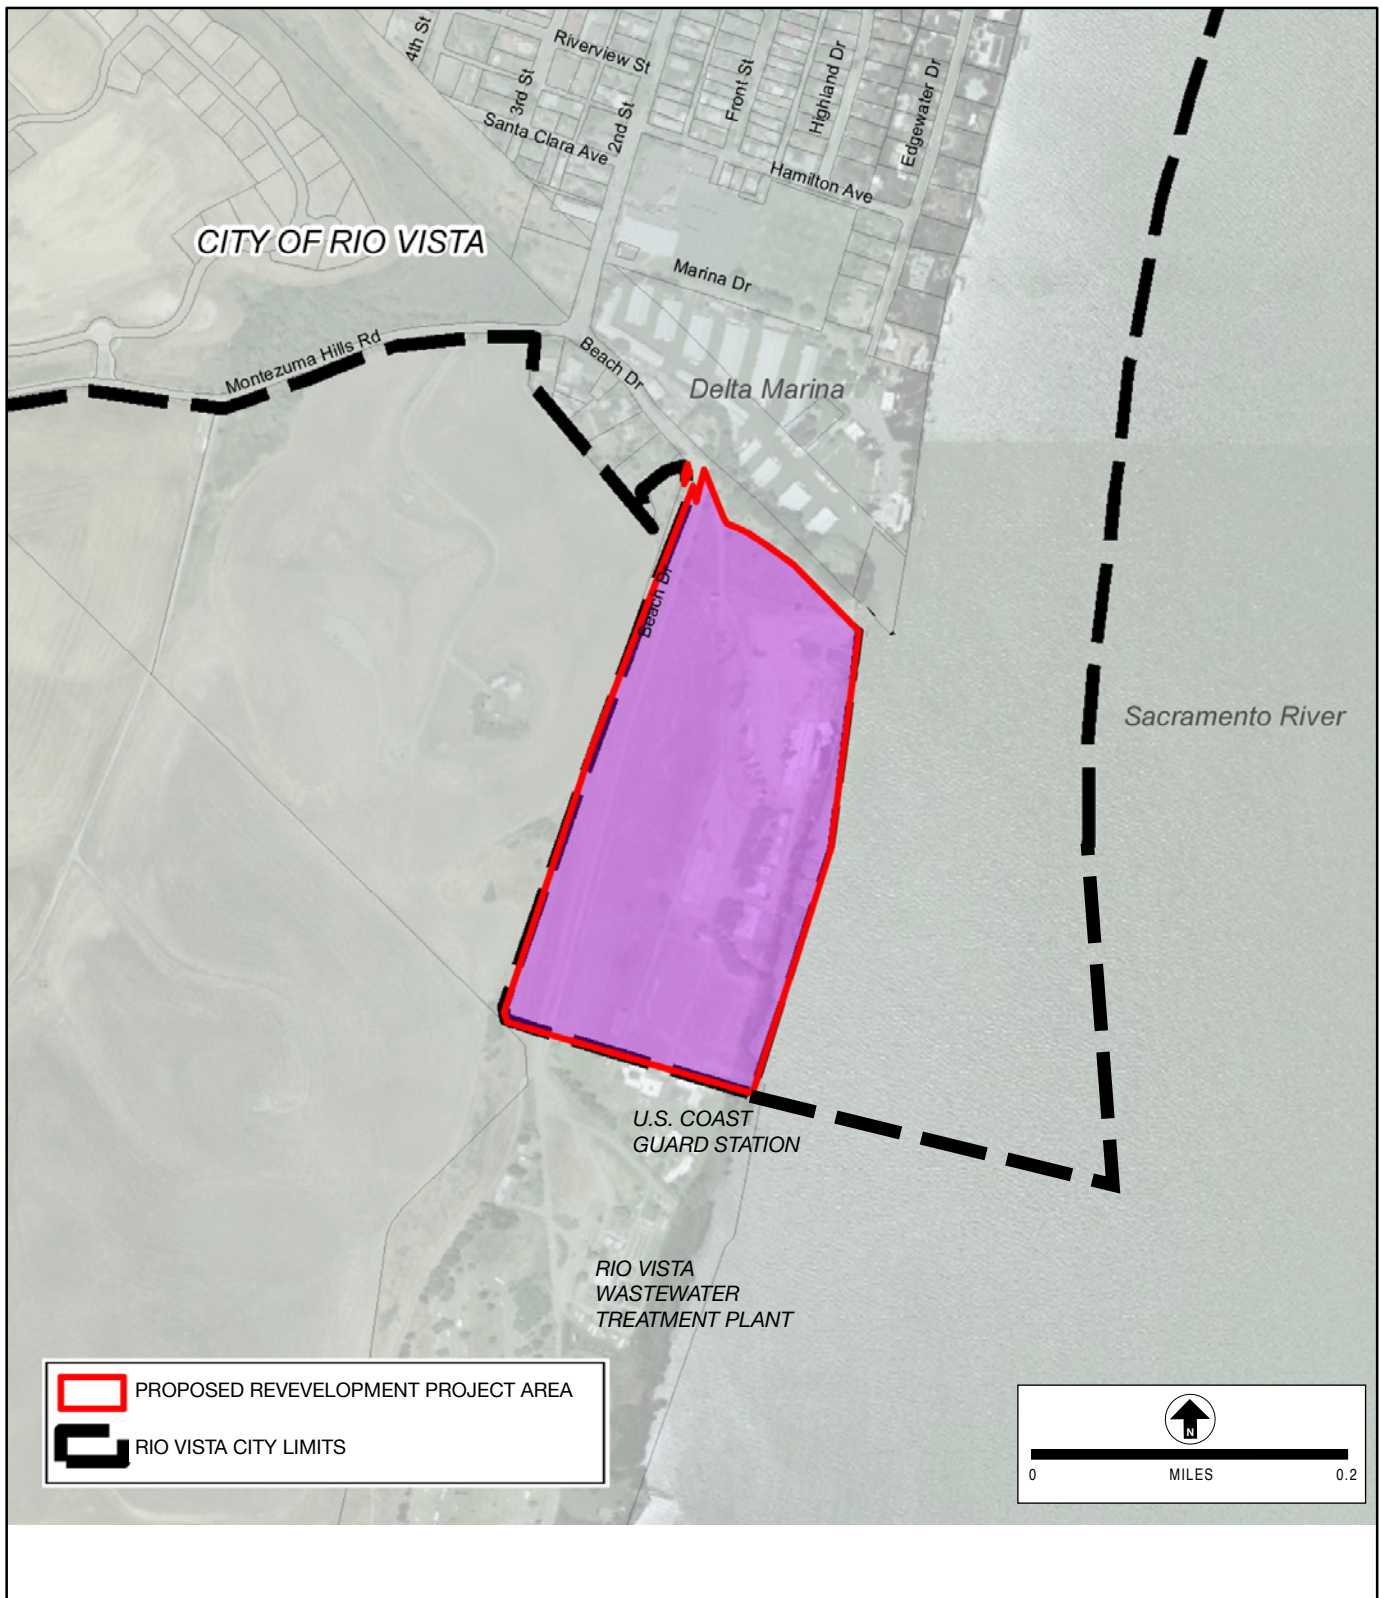 4th St
Riverview St
3rd St
2nd St
Front St
Highland Dr
Edgewater Dr
Santa Clara Ave
Hamilton Ave
CITY OF RIO VISTA
Marina Dr
Montezuma Hills Rd
Beach Dr
Delta Marina
Beach Dr
Sacramento River
U.S. COAST
GUARD STATION
RIO VISTA
WASTEWATER
TREATMENT PLANT
PROPOSED REVEVELOPMENT PROJECT AREA
RIO VISTA CITY LIMITS
N
0 MILES 0.2